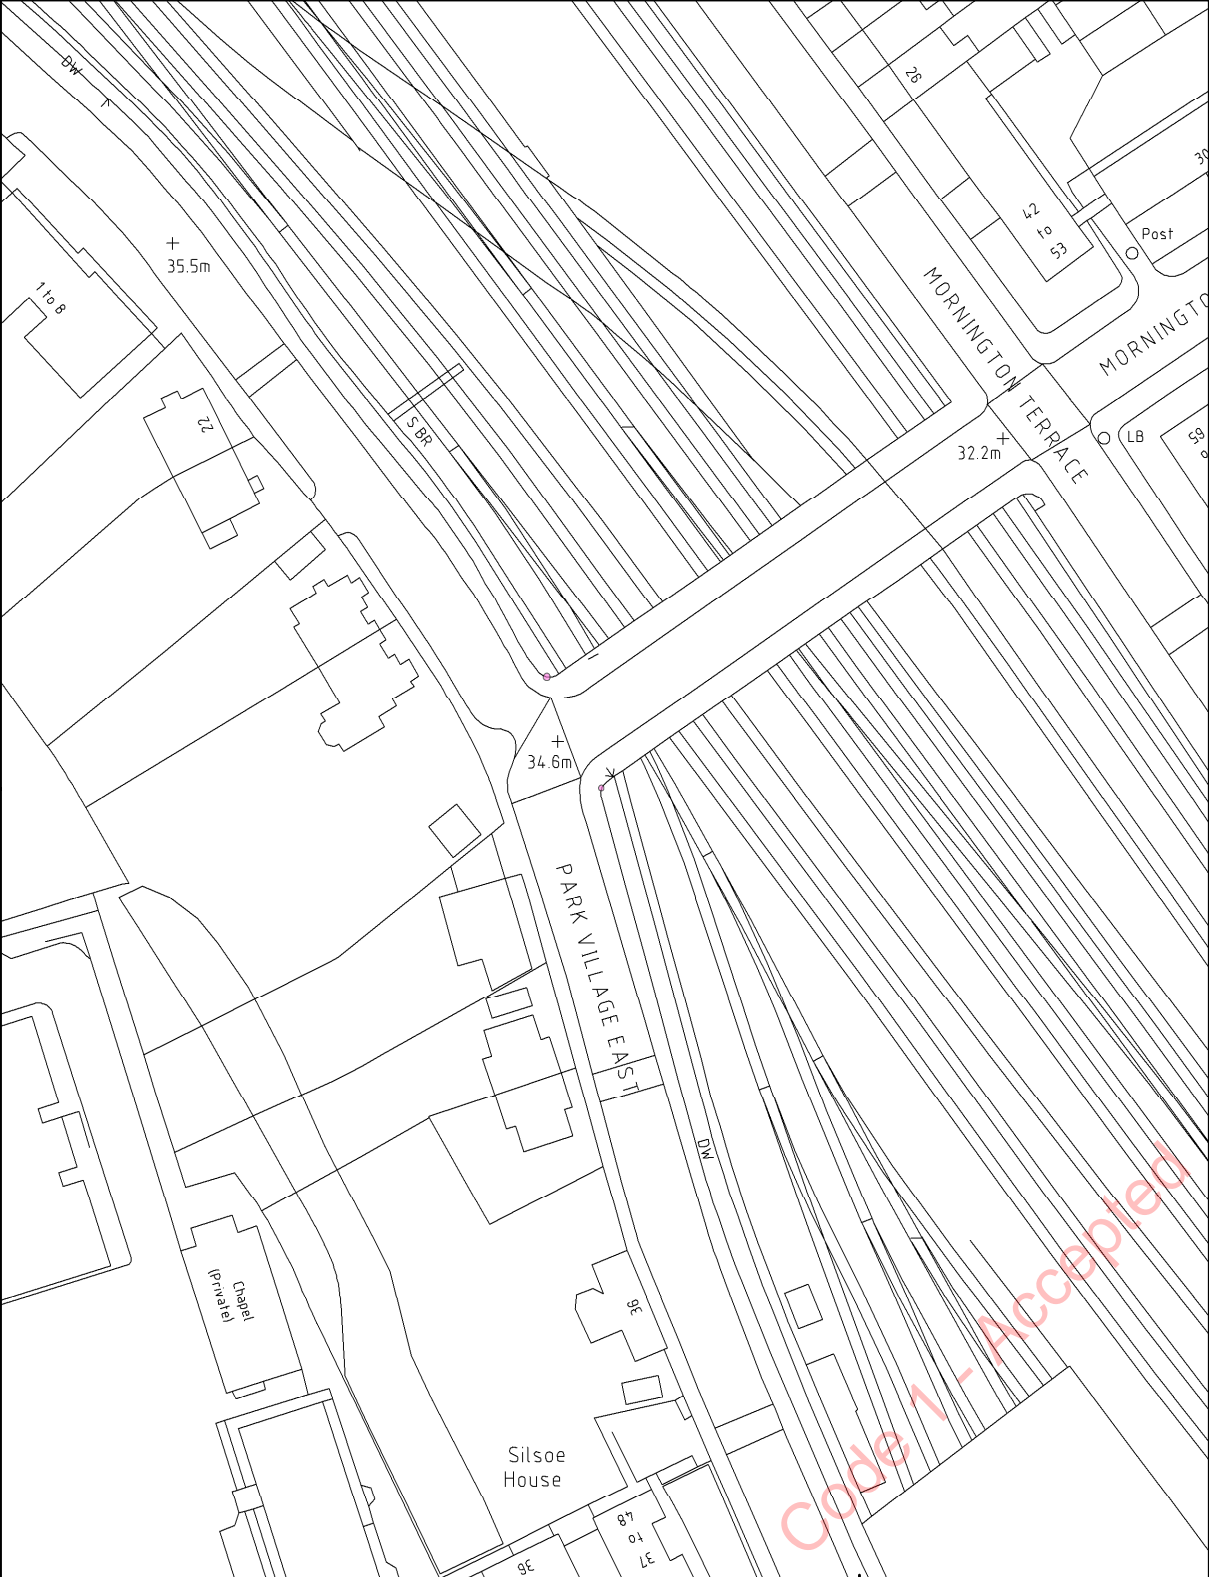 DW
26
30
42
to
53
Post
35.5m
1 to 8
MORNINGTON TERRACE
MORNINGTO
22
S BR
32.2m
LB
59
34.6m
PARK VILLAGE EAST
DW
Chapel
(Private)
36
Silsoe
House
48
to
37
36
Code 1 - Accepted